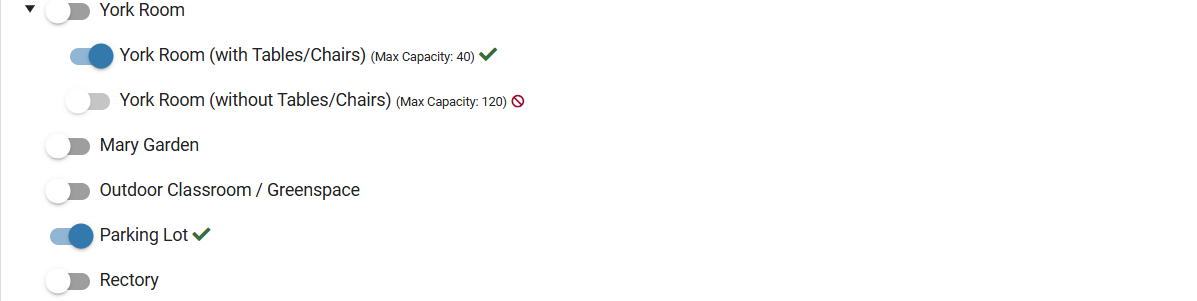 York Room
York Room (with Tables/Chairs) (Max Capacity: 40)
York Room (without Tables/Chairs) (Max Capacity: 120)
Mary Garden
Outdoor Classroom / Greenspace
Parking Lot
Rectory